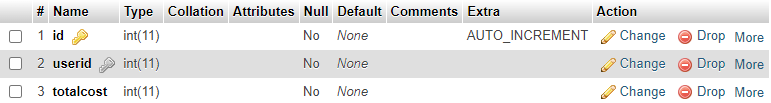 # Name Type Collation Attributes Null Default Comments Extra Action
1 id int(11) No None AUTO_INCREMENT Change Drop More
2 userid int(11) No None Change Drop More
3 totalcost int(11) No None Change Drop More